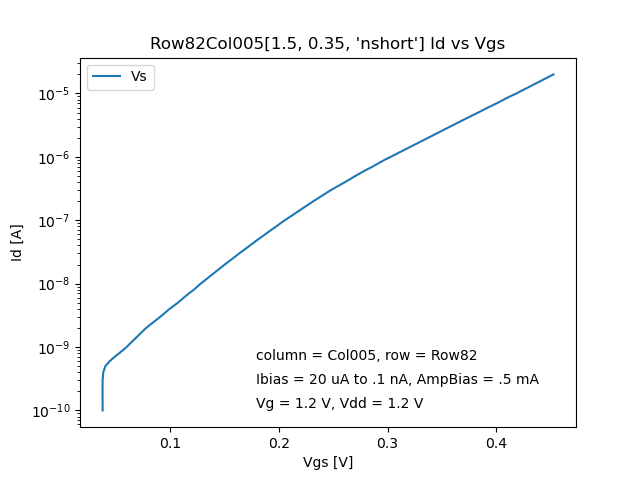 Row82Col005[1.5, 0.35, 'nshort'] Id vs Vgs
Vs
10⁻⁵
10⁻⁶
10⁻⁷
10⁻⁸
10⁻⁹
10⁻¹⁰
Id [A]
column = Col005, row = Row82
Ibias = 20 uA to .1 nA, AmpBias = .5 mA
Vg = 1.2 V, Vdd = 1.2 V
0.1 0.2 0.3 0.4
Vgs [V]